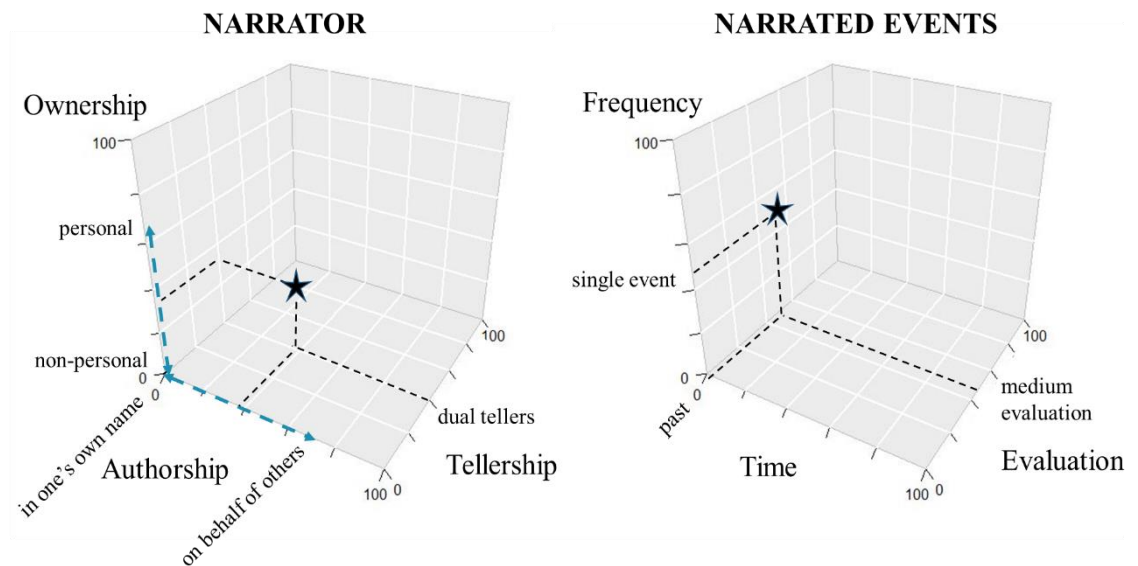 NARRATOR
Ownership
100
personal
non-personal
0
0
in one's own name
Authorship
on behalf of others
100
0
Tellership
dual tellers
100
NARRATED EVENTS
Frequency
100
single event
0
0
past
Time
100
0
Evaluation
medium
evaluation
100